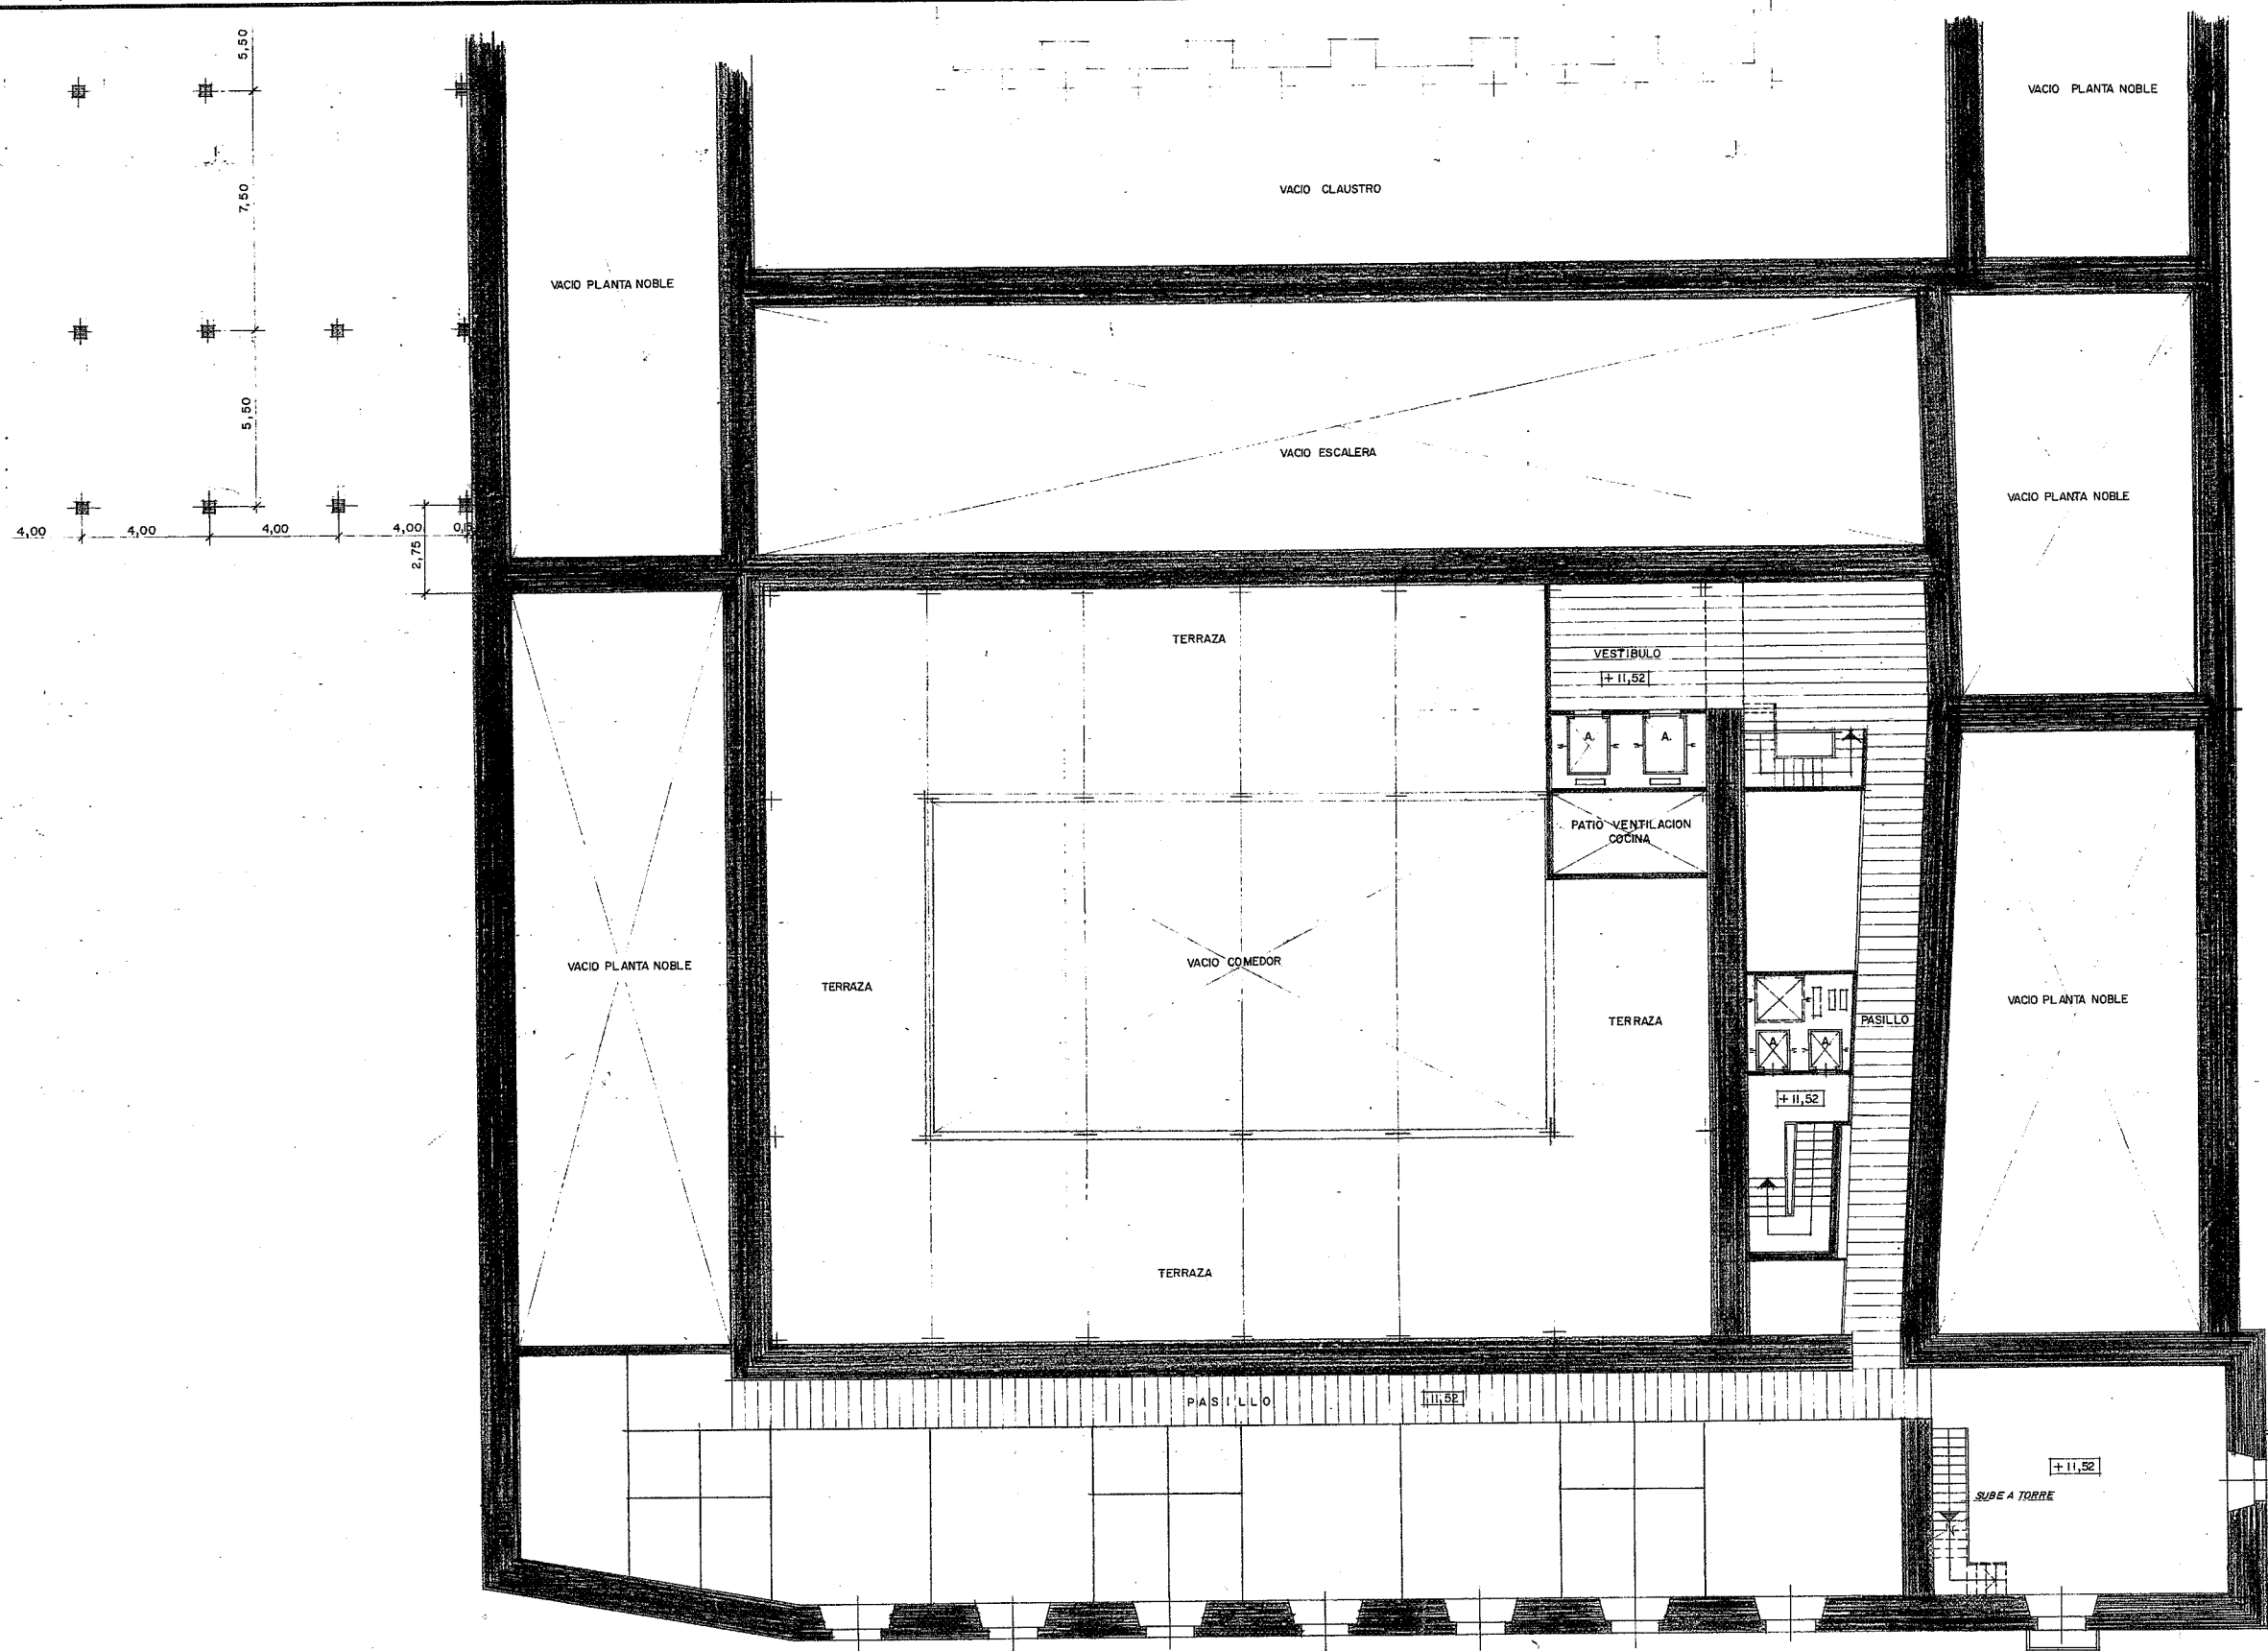 5,50
VACIO PLANTA NOBLE
7,50
VACIO CLAUSTRO
VACIO PLANTA NOBLE
5,50
VACIO ESCALERA
VACIO PLANTA NOBLE
4,00
4,00
4,00
4,00
2,75
TERRAZA
VESTIBULO
+ 11,52
A.
A.
PATIO VENTILACION
COCINA
VACIO PLANTA NOBLE
VACIO COMEDOR
TERRAZA
TERRAZA
PASILLO
VACIO PLANTA NOBLE
A
A
+ 11,52
TERRAZA
PASILLO
+11,52
+ 11,52
SUBE A TORRE